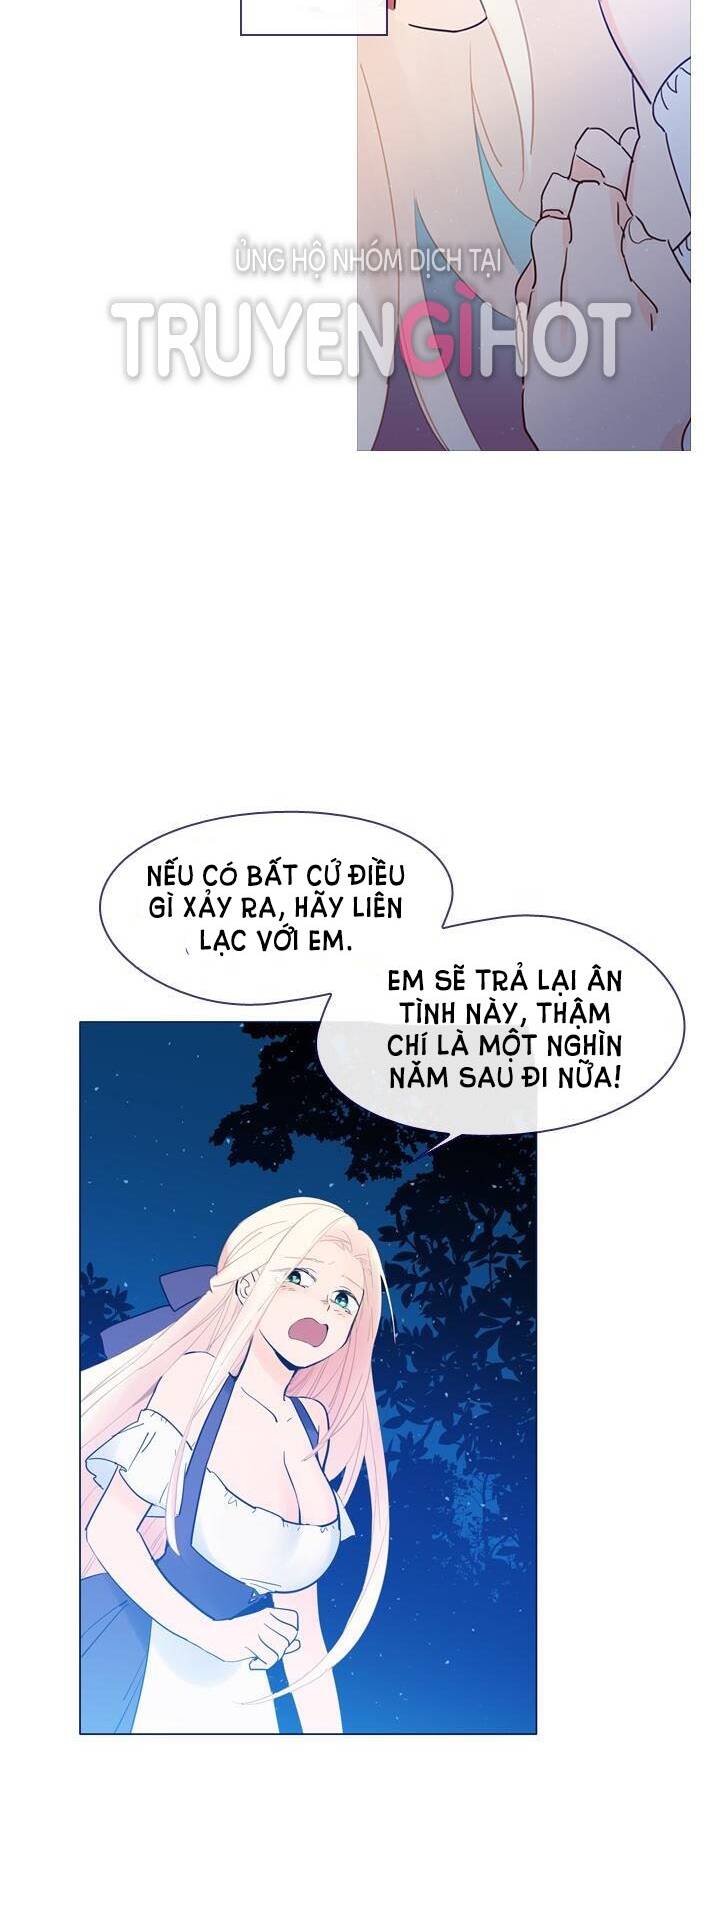 ỦNG HỘ NHÓM DỊCH TẠI
TRUYENGIHOT
NẾU CÓ BẤT CỨ ĐIỀU
GÌ XẢY RA, HÃY LIÊN
LẠC VỚI EM.
EM SẼ TRẢ LẠI ÂN
TÌNH NÀY, THẬM
CHÍ LÀ MỘT NGHÌN
NĂM SAU ĐI NỮA!